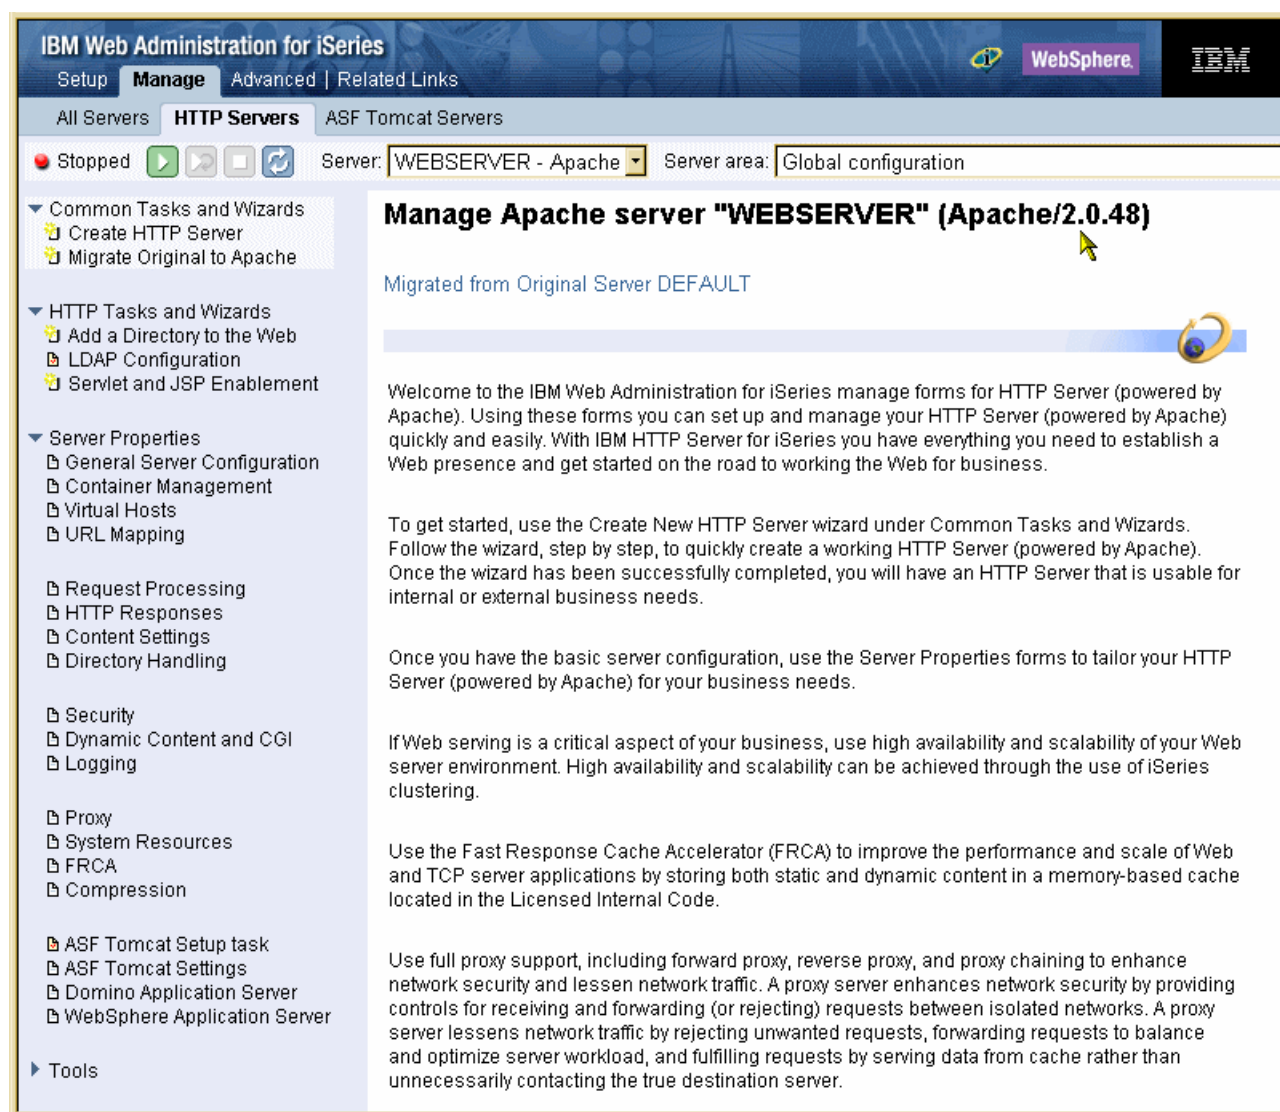 IBM Web Administration for iSeries
Setup Manage Advanced | Related Links
WebSphere.
IBM
All Servers HTTP Servers ASF Tomcat Servers
Stopped Server: WEBSERVER - Apache Server area: Global configuration
Common Tasks and Wizards
Create HTTP Server
Migrate Original to Apache
HTTP Tasks and Wizards
Add a Directory to the Web
LDAP Configuration
Servlet and JSP Enablement
Server Properties
General Server Configuration
Container Management
Virtual Hosts
URL Mapping
Request Processing
HTTP Responses
Content Settings
Directory Handling
Security
Dynamic Content and CGI
Logging
Proxy
System Resources
FRCA
Compression
ASF Tomcat Setup task
ASF Tomcat Settings
Domino Application Server
WebSphere Application Server
Tools
Manage Apache server "WEBSERVER" (Apache/2.0.48)
Migrated from Original Server DEFAULT
Welcome to the IBM Web Administration for iSeries manage forms for HTTP Server (powered by
Apache). Using these forms you can set up and manage your HTTP Server (powered by Apache)
quickly and easily. With IBM HTTP Server for iSeries you have everything you need to establish a
Web presence and get started on the road to working the Web for business.
To get started, use the Create New HTTP Server wizard under Common Tasks and Wizards.
Follow the wizard, step by step, to quickly create a working HTTP Server (powered by Apache).
Once the wizard has been successfully completed, you will have an HTTP Server that is usable for
internal or external business needs.
Once you have the basic server configuration, use the Server Properties forms to tailor your HTTP
Server (powered by Apache) for your business needs.
If Web serving is a critical aspect of your business, use high availability and scalability of your Web
server environment. High availability and scalability can be achieved through the use of iSeries
clustering.
Use the Fast Response Cache Accelerator (FRCA) to improve the performance and scale of Web
and TCP server applications by storing both static and dynamic content in a memory-based cache
located in the Licensed Internal Code.
Use full proxy support, including forward proxy, reverse proxy, and proxy chaining to enhance
network security and lessen network traffic. A proxy server enhances network security by providing
controls for receiving and forwarding (or rejecting) requests between isolated networks. A proxy
server lessens network traffic by rejecting unwanted requests, forwarding requests to balance
and optimize server workload, and fulfilling requests by serving data from cache rather than
unnecessarily contacting the true destination server.